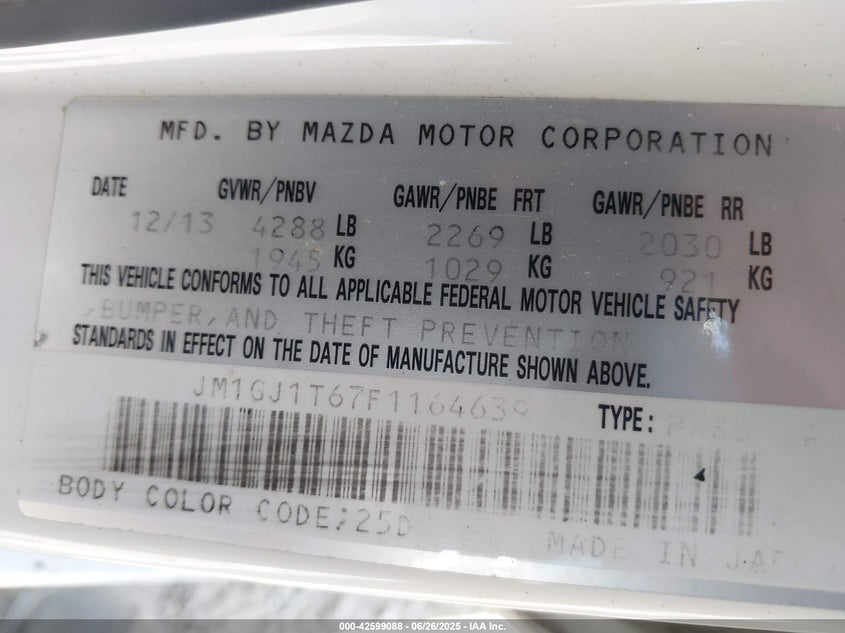 MFD. BY MAZDA MOTOR CORPORATION
DATE GVWR/PNBV GAWR/PNBE FRT GAWR/PNBE RR
12/13 4288 LB 2269 LB 2030 LB
1945 KG 1029 KG 921 KG
THIS VEHICLE CONFORMS TO ALL APPLICABLE FEDERAL MOTOR VEHICLE SAFETY
,BUMPER,AND THEFT PREVENTION
STANDARDS IN EFFECT ON THE DATE OF MANUFACTURE SHOWN ABOVE.
JM1GJ1T67F1164639 TYPE:
BODY COLOR CODE;25D
MADE IN
000-42599088 - 06/26/2025 - IAA Inc.